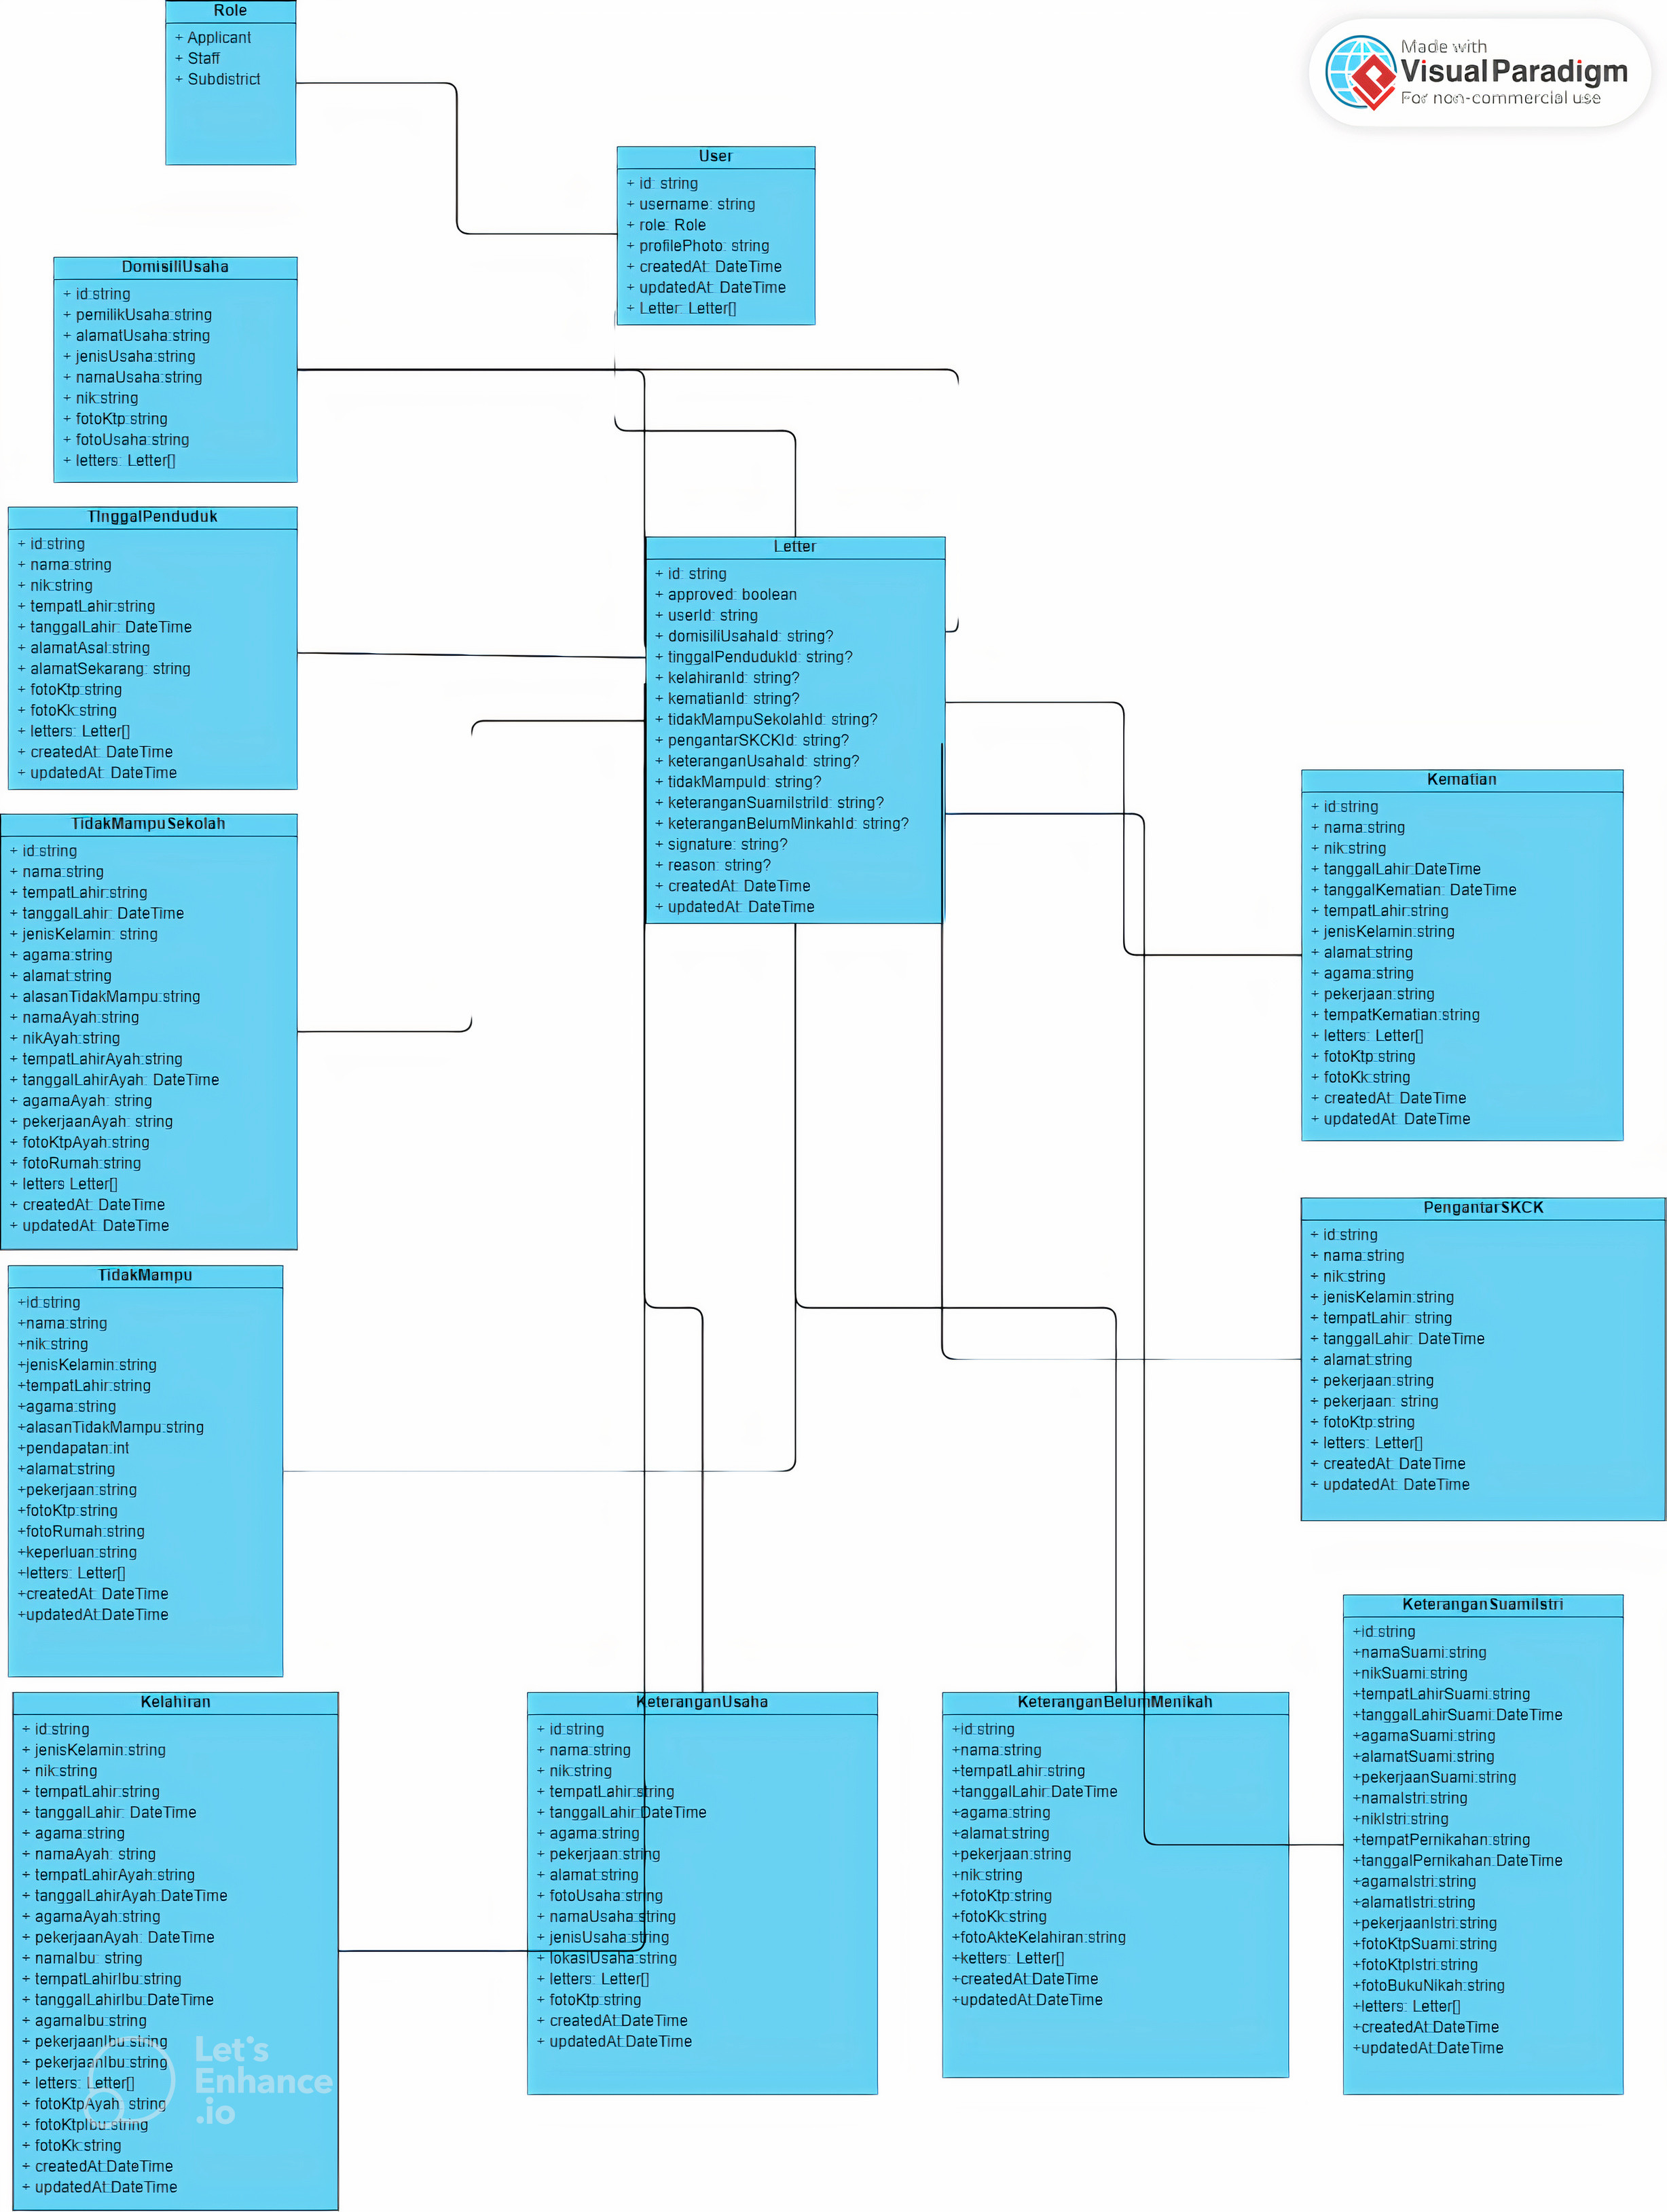 Role
+ Applicant
+ Staff
+ Subdistrict
Made with
Visual Paradigm
For non-commercial use
User
+ id: string
+ username: string
+ role: Role
+ profilePhoto: string
+ createdAt: DateTime
+ updatedAt: DateTime
+ Letter: Letter[]
DomisiliUsaha
+ id:string
+ pemilikUsaha:string
+ alamatUsaha:string
+ jenisUsaha:string
+ namaUsaha:string
+ nik:string
+ fotoKtp:string
+ fotoUsaha:string
+ letters: Letter[]
TInggalPenduduk
+ id:string
+ nama:string
+ nik:string
+ tempatLahir:string
+ tanggalLahir: DateTime
+ alamatAsal:string
+ alamatSekarang: string
+ fotoKtp:string
+ fotoKk:string
+ letters: Letter[]
+ createdAt: DateTime
+ updatedAt: DateTime
Letter
+ id: string
+ approved: boolean
+ userId: string
+ domisiliUsahaId: string?
+ tinggalPendudukId: string?
+ kelahiranId: string?
+ kematianId: string?
+ tidakMampuSekolahId: string?
+ pengantarSKCKId: string?
+ keteranganUsahaId: string?
+ tidakMampuId: string?
+ keteranganSuamiIstriId: string?
+ keteranganBelumMinkahId: string?
+ signature: string?
+ reason: string?
+ createdAt: DateTime
+ updatedAt: DateTime
TidakMampuSekolah
+ id:string
+ nama:string
+ tempatLahir:string
+ tanggalLahir: DateTime
+ jenisKelamin: string
+ agama:string
+ alamat:string
+ alasanTidakMampu:string
+ namaAyah:string
+ nikAyah:string
+ tempatLahirAyah:string
+ tanggalLahirAyah: DateTime
+ agamaAyah: string
+ pekerjaanAyah: string
+ fotoKtpAyah:string
+ fotoRumah:string
+ letters Letter[]
+ createdAt: DateTime
+ updatedAt: DateTime
Kematian
+ id:string
+ nama:string
+ nik:string
+ tanggalLahir:DateTime
+ tanggalKematian: DateTime
+ tempatLahir:string
+ jenisKelamin:string
+ alamat:string
+ agama:string
+ pekerjaan:string
+ tempatKematian:string
+ letters: Letter[]
+ fotoKtp:string
+ fotoKk:string
+ createdAt: DateTime
+ updatedAt: DateTime
PengantarSKCK
+ id:string
+ nama:string
+ nik:string
+ jenisKelamin:string
+ tempatLahir: string
+ tanggalLahir: DateTime
+ alamat:string
+ pekerjaan:string
+ pekerjaan: string
+ fotoKtp:string
+ letters: Letter[]
+ createdAt: DateTime
+ updatedAt: DateTime
TidakMampu
+id:string
+nama:string
+nik:string
+jenisKelamin:string
+tempatLahir:string
+agama:string
+alasanTidakMampu:string
+pendapatan:int
+alamat:string
+pekerjaan:string
+fotoKtp:string
+fotoRumah:string
+keperluan:string
+letters: Letter[]
+createdAt: DateTime
+updatedAt:DateTime
KeteranganSuamiIstri
+id:string
+namaSuami:string
+nikSuami:string
+tempatLahirSuami:string
+tanggalLahirSuami:DateTime
+agamaSuami:string
+alamatSuami:string
+pekerjaanSuami:string
+namaIstri:string
+nikIstri:string
+tempatPernikahan:string
+tanggalPernikahan:DateTime
+agamaIstri:string
+alamatIstri:string
+pekerjaanIstri:string
+fotoKtpSuami:string
+fotoKtpIstri:string
+fotoBukuNikah:string
+letters: Letter[]
+createdAt:DateTime
+updatedAt:DateTime
Kelahiran
+ id:string
+ jenisKelamin:string
+ nik:string
+ tempatLahir:string
+ tanggalLahir: DateTime
+ agama:string
+ namaAyah: string
+ tempatLahirAyah:string
+ tanggalLahirAyah:DateTime
+ agamaAyah:string
+ pekerjaanAyah: DateTime
+ namaIbu: string
+ tempatLahirIbu:string
+ tanggalLahirIbu:DateTime
+ agamaIbu:string
+ pekerjaanIbu:string
+ pekerjaanIbu:string
+ letters: Letter[]
+ fotoKtpAyah: string
+ fotoKtpIbu:string
+ fotoKk:string
+ createdAt:DateTime
+ updatedAt:DateTime
Let's
Enhance
.io
KeteranganUsaha
+ id:string
+ nama:string
+ nik:string
+ tempatLahir:string
+ tanggalLahir:DateTime
+ agama:string
+ pekerjaan:string
+ alamat:string
+ fotoUsaha:string
+ namaUsaha:string
+ jenisUsaha:string
+ lokasiUsaha:string
+ letters: Letter[]
+ fotoKtp:string
+ createdAt:DateTime
+ updatedAt:DateTime
KeteranganBelumMenikah
+id:string
+nama:string
+tempatLahir:string
+tanggalLahir:DateTime
+agama:string
+alamat:string
+pekerjaan:string
+nik:string
+fotoKtp:string
+fotoKk:string
+fotoAkteKelahiran:string
+ketters: Letter[]
+createdAt:DateTime
+updatedAt:DateTime